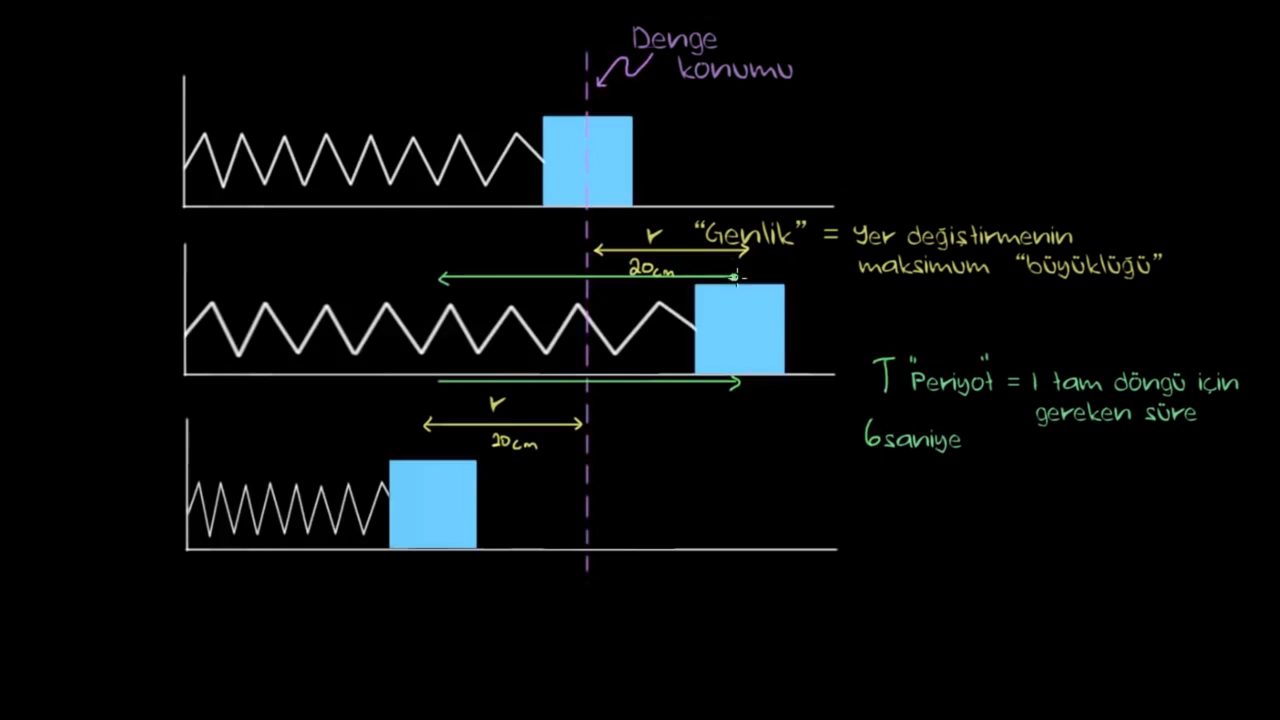 Denge
konumu
r "Genlik" = Yer değiştirmenin
maksimum "büyüklüğü"
20cm
T "Periyot" = 1 tam döngü için
gereken süre
r
20cm
6saniye